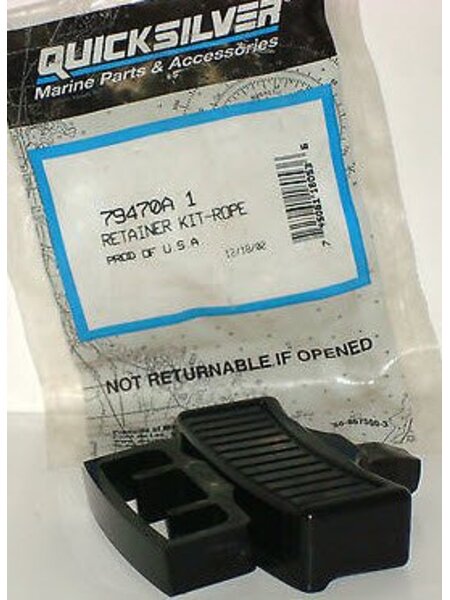 QUICKSILVER
Marine Parts & Accessories
79470A 1
RETAINER KIT-ROPE
PROD OF U.S A
12/18/02
NOT RETURNABLE IF OPENED